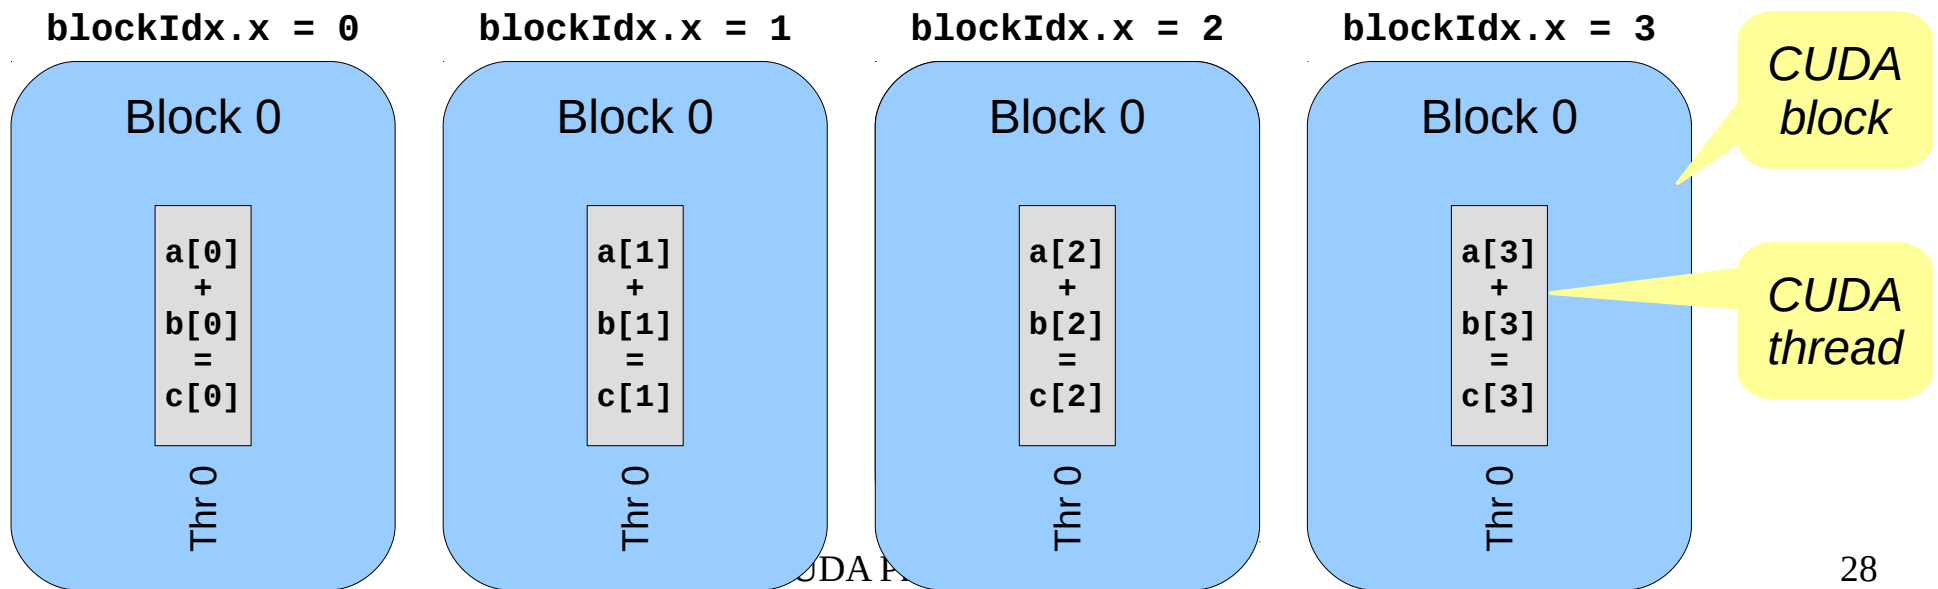 blockIdx.x = 0
Block 0
a[0]
+
b[0]
=
c[0]
Thr 0
blockIdx.x = 1
Block 0
a[1]
+
b[1]
=
c[1]
Thr 0
blockIdx.x = 2
Block 0
a[2]
+
b[2]
=
c[2]
Thr 0
blockIdx.x = 3
Block 0
a[3]
+
b[3]
=
c[3]
Thr 0
CUDA
block
CUDA
thread
28